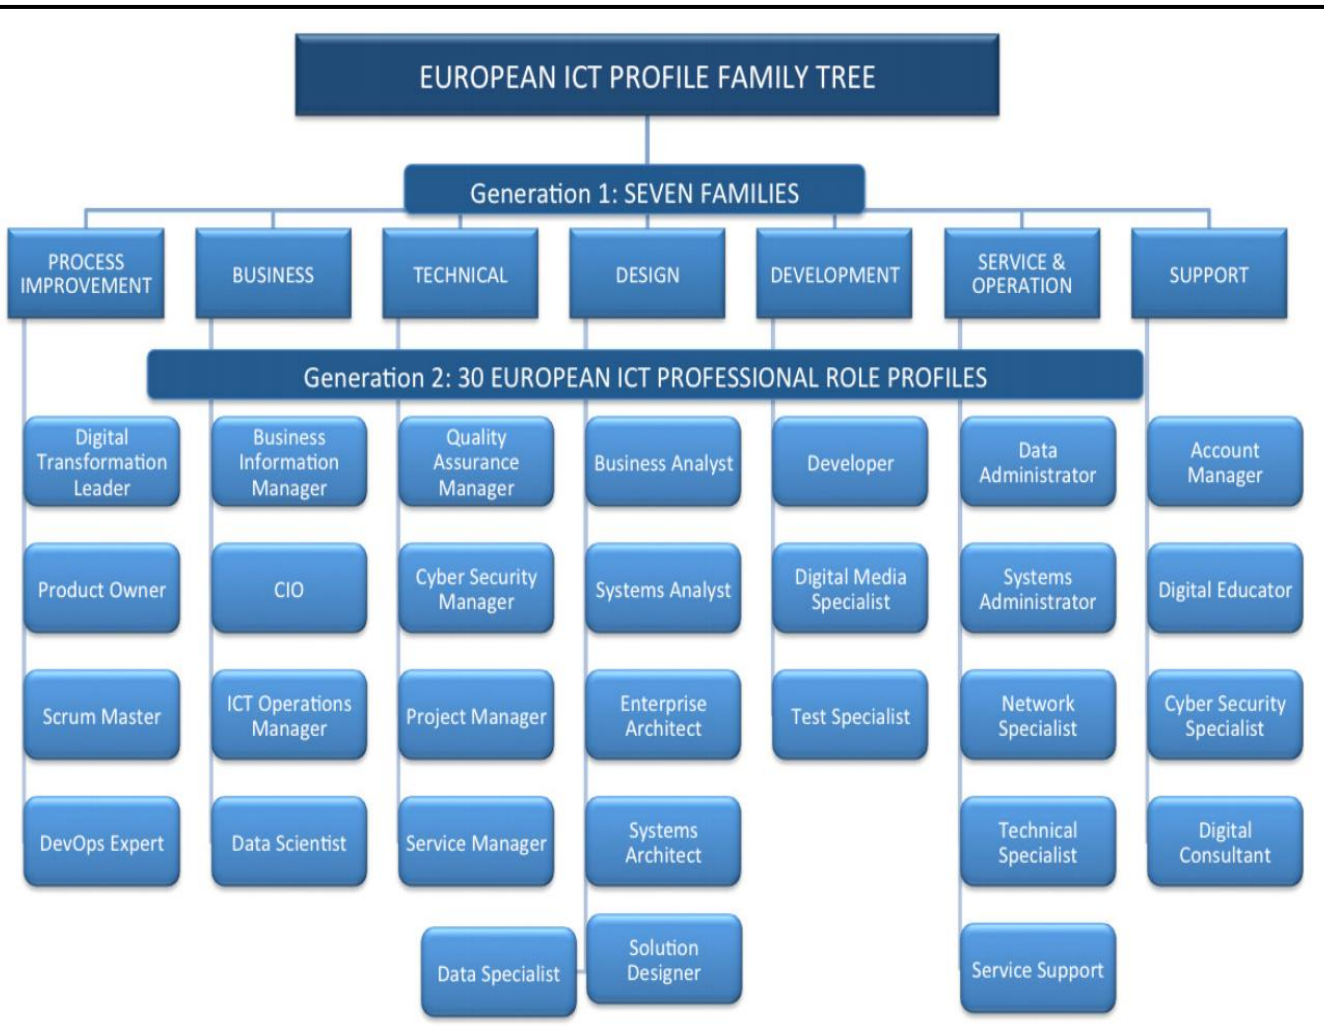 EUROPEAN ICT PROFILE FAMILY TREE
Generation 1: SEVEN FAMILIES
PROCESS
IMPROVEMENT
BUSINESS
TECHNICAL
DESIGN
DEVELOPMENT
SERVICE &
OPERATION
SUPPORT
Generation 2: 30 EUROPEAN ICT PROFESSIONAL ROLE PROFILES
Digital
Transformation
Leader
Business
Information
Manager
Quality
Assurance
Manager
Business Analyst
Developer
Data
Administrator
Account
Manager
Product Owner
CIO
Cyber Security
Manager
Systems Analyst
Digital Media
Specialist
Systems
Administrator
Digital Educator
Scrum Master
ICT Operations
Manager
Project Manager
Enterprise
Architect
Test Specialist
Network
Specialist
Cyber Security
Specialist
DevOps Expert
Data Scientist
Service Manager
Systems
Architect
Technical
Specialist
Digital
Consultant
Data Specialist
Solution
Designer
Service Support